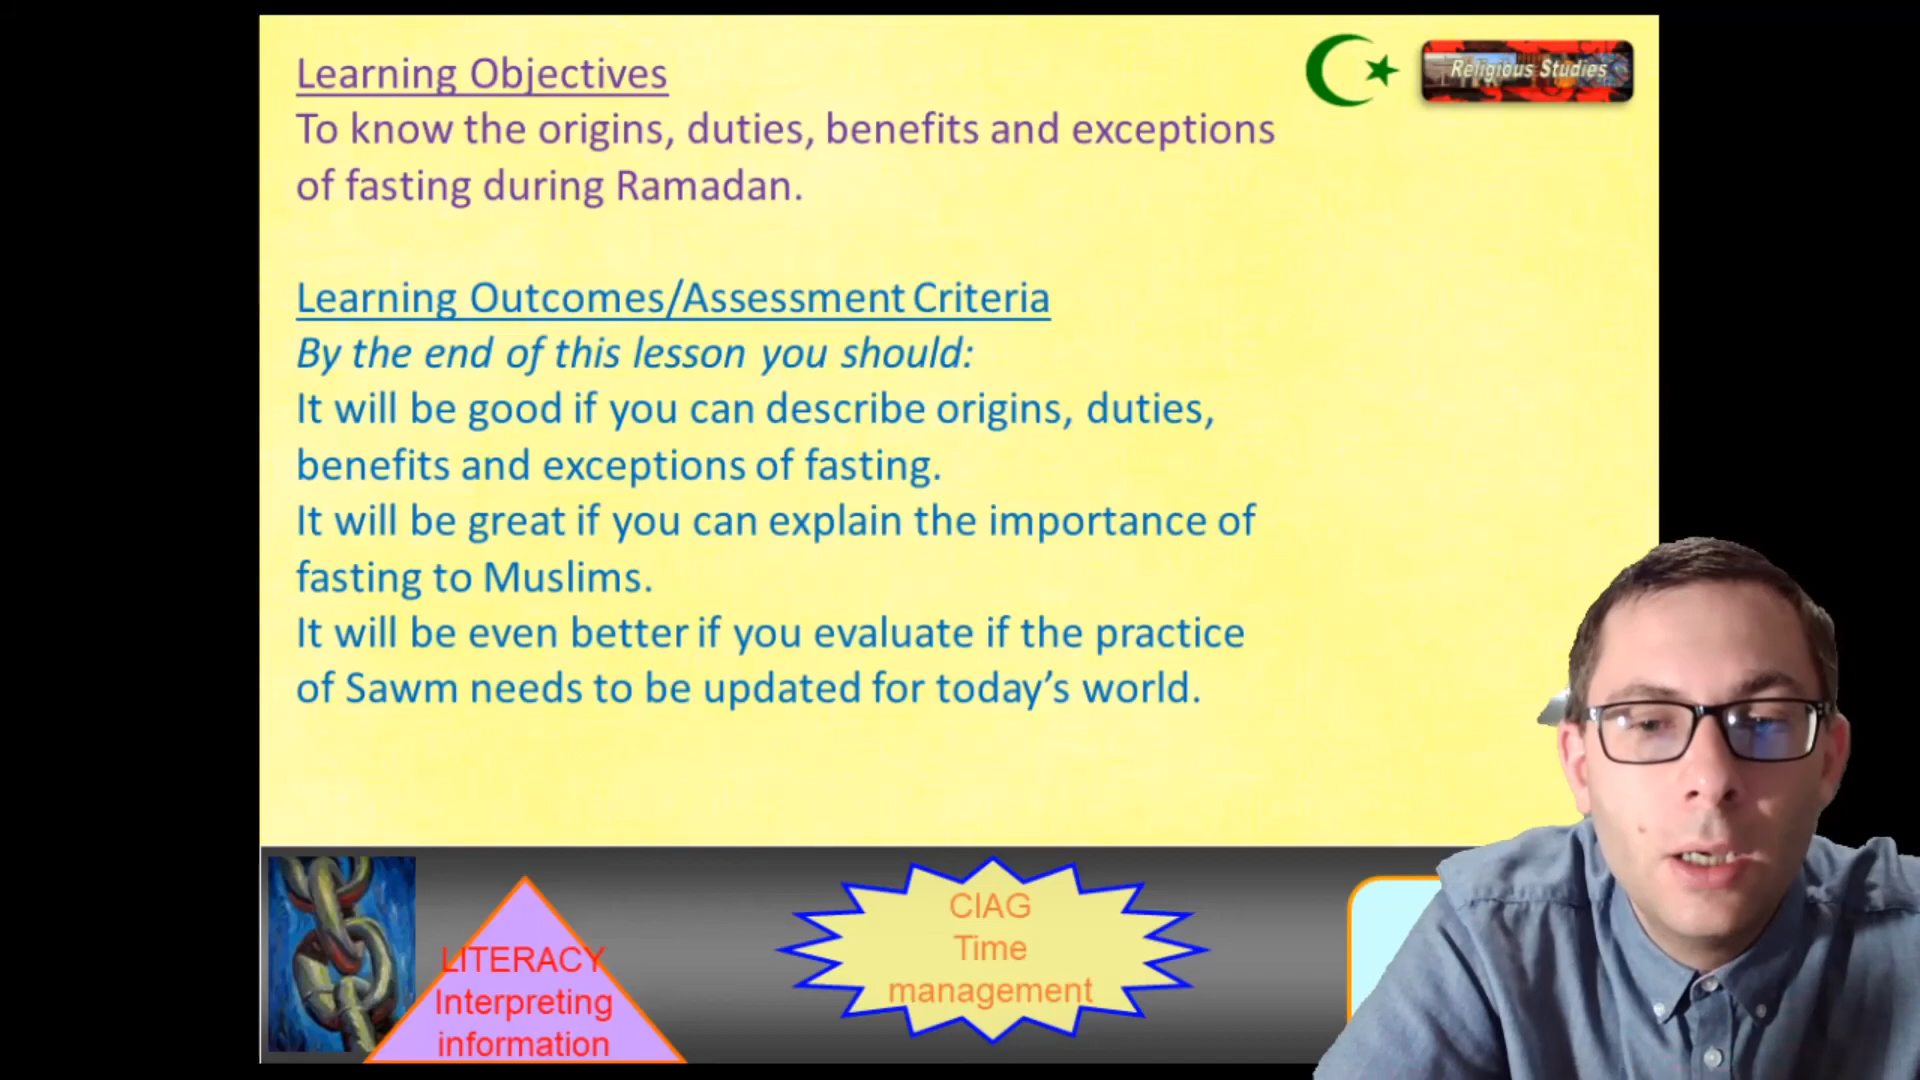 Learning Objectives
To know the origins, duties, benefits and exceptions
of fasting during Ramadan.
Religious Studies
Learning Outcomes/Assessment Criteria
By the end of this lesson you should:
It will be good if you can describe origins, duties,
benefits and exceptions of fasting.
It will be great if you can explain the importance of
fasting to Muslims.
It will be even better if you evaluate if the practice
of Sawm needs to be updated for today’s world.
LITERACY
Interpreting
information
CIAG
Time
management